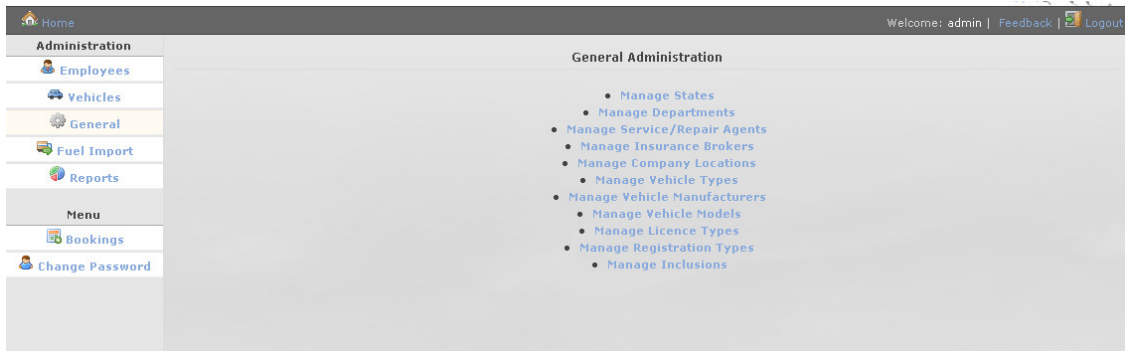 Home
Welcome: admin | Feedback | Logout
Administration
Employees
Vehicles
General
Fuel Import
Reports
Menu
Bookings
Change Password
General Administration
Manage States
Manage Departments
Manage Service/Repair Agents
Manage Insurance Brokers
Manage Company Locations
Manage Vehicle Types
Manage Vehicle Manufacturers
Manage Vehicle Models
Manage Licence Types
Manage Registration Types
Manage Inclusions